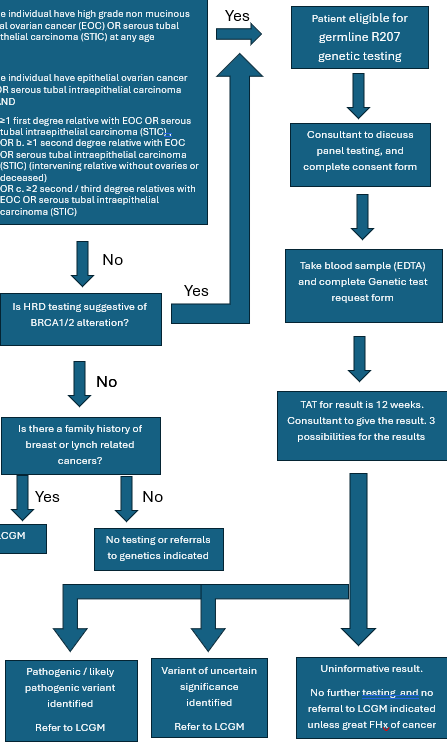 e individual have high grade non mucinous
al ovarian cancer (EOC) OR serous tubal
thelial carcinoma (STIC) at any age
e individual have epithelial ovarian cancer
OR serous tubal intraepithelial carcinoma
AND
≥1 first degree relative with EOC OR serous
tubal intraepithelial carcinoma (STIC),
OR b. ≥1 second degree relative with EOC
OR serous tubal intraepithelial carcinoma
(STIC) (intervening relative without ovaries or
deceased)
OR c. ≥2 second / third degree relatives with
EOC OR serous tubal intraepithelial
carcinoma (STIC)
Yes
Patient eligible for
germline R207
genetic testing
Consultant to discuss
panel testing, and
complete consent form
No
Take blood sample (EDTA)
and complete Genetic test
request form
Is HRD testing suggestive of
BRCA1/2 alteration?
Yes
No
TAT for result is 12 weeks.
Consultant to give the result. 3
possibilities for the results
Is there a family history of
breast or lynch related
cancers?
Yes
No
LCGM
No testing or referrals
to genetics indicated
Pathogenic / likely
pathogenic variant
identified
Refer to LCGM
Variant of uncertain
significance
identified
Refer to LCGM
Uninformative result.
No further testing and no
referral to LCGM indicated
unless great FHx of cancer